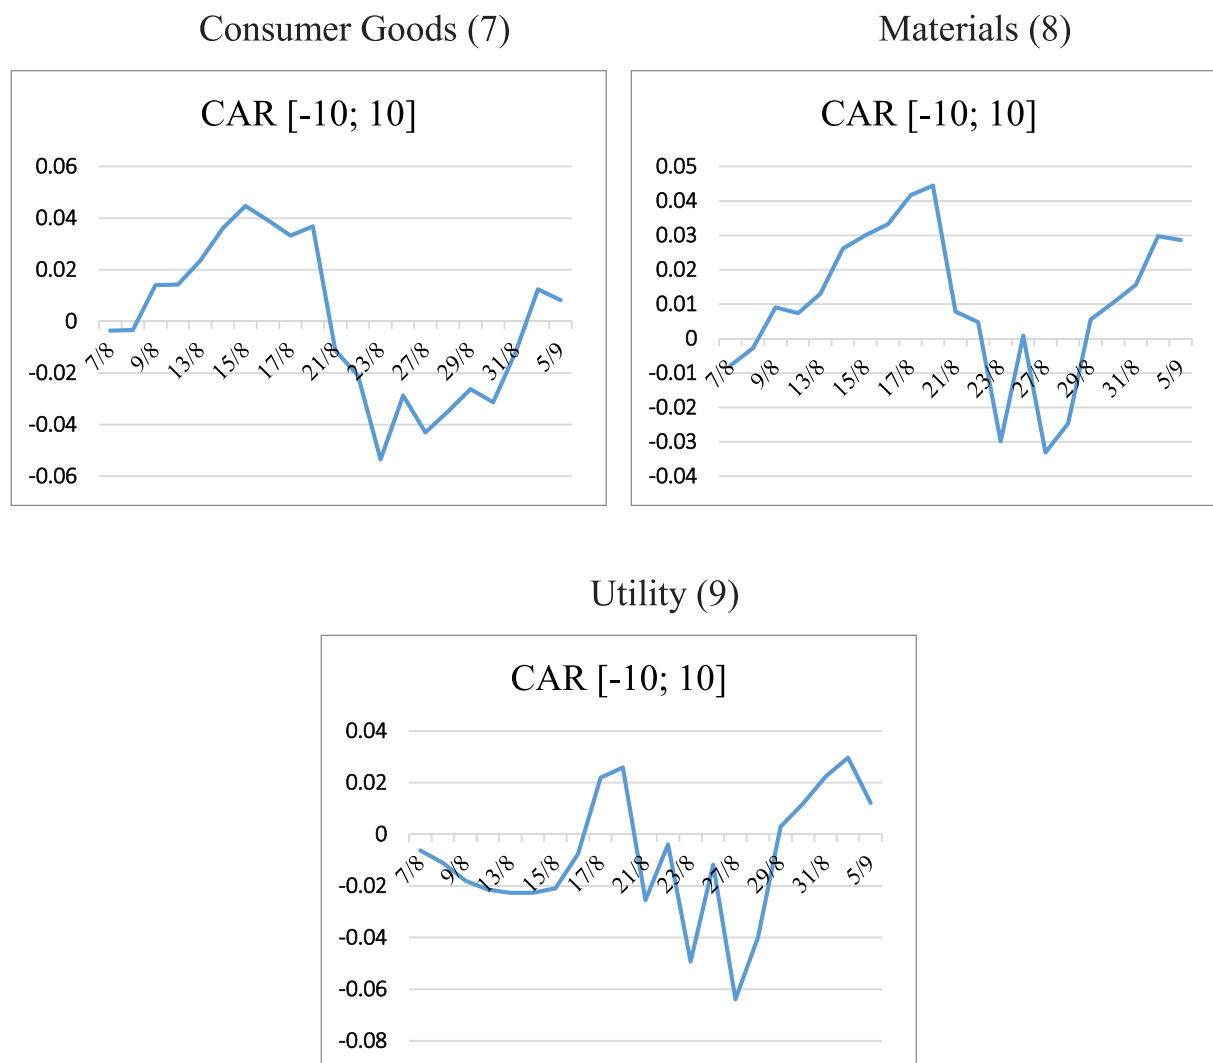 Consumer Goods (7)
CAR [-10; 10]
0.06
0.04
0.02
0
-0.02
-0.04
-0.06
7/8 9/8 13/8 15/8 17/8 21/8 23/8 27/8 29/8 31/8 5/9
Materials (8)
CAR [-10; 10]
0.05
0.04
0.03
0.02
0.01
0
-0.01
-0.02
-0.03
-0.04
7/8 9/8 13/8 15/8 17/8 21/8 23/8 27/8 29/8 31/8 5/9
Utility (9)
CAR [-10; 10]
0.04
0.02
0
-0.02
-0.04
-0.06
-0.08
7/8 9/8 13/8 15/8 17/8 21/8 23/8 27/8 29/8 31/8 5/9